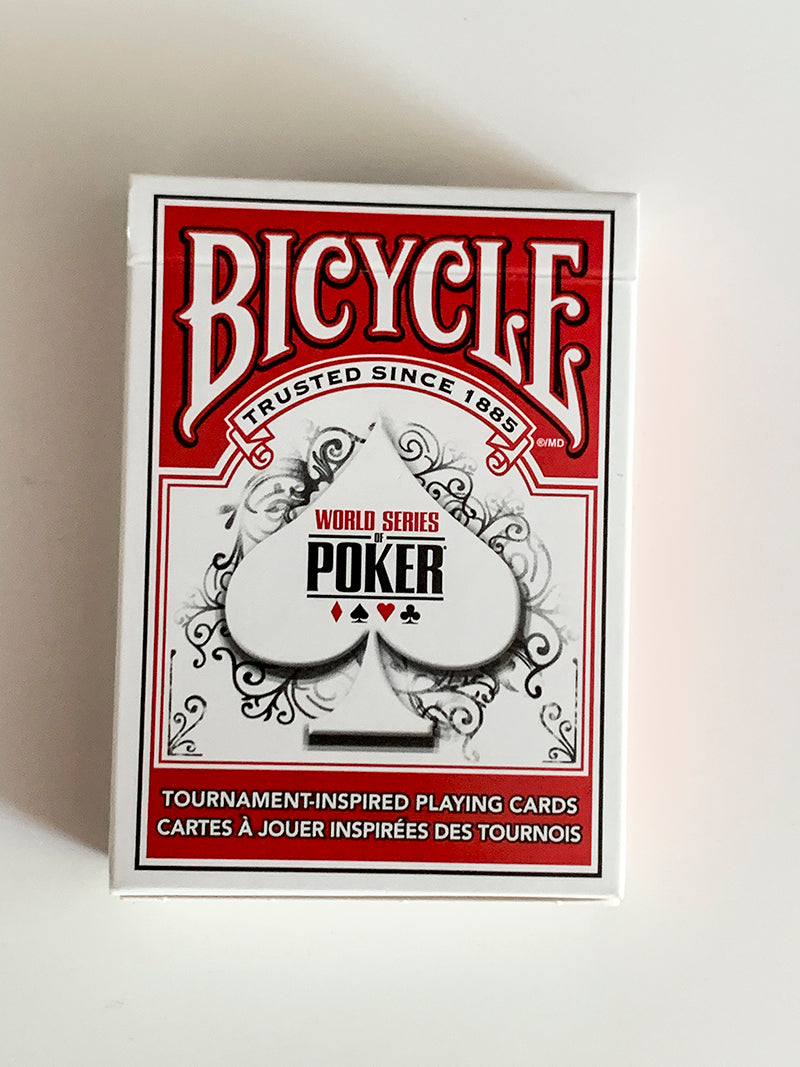 BICYCLE
TRUSTED SINCE 1885
®/MD
WORLD SERIES
OF
POKER
TOURNAMENT-INSPIRED PLAYING CARDS
CARTES À JOUER INSPIRÉES DES TOURNOIS